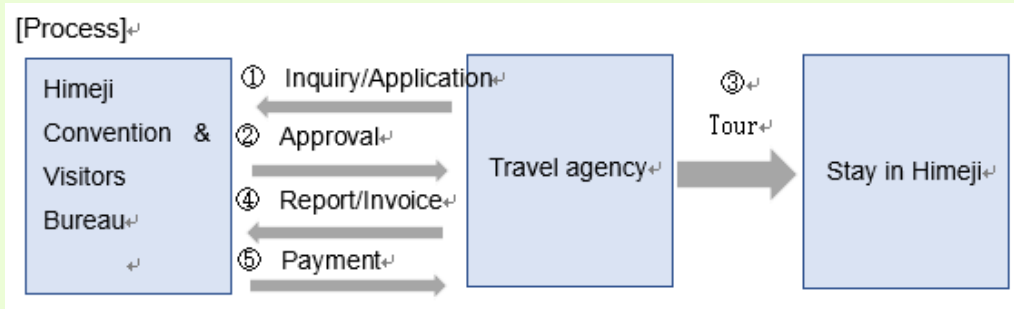 [Process]
Himeji
Convention &
Visitors
Bureau
① Inquiry/Application
② Approval
④ Report/Invoice
⑤ Payment
Travel agency
③
Tour
Stay in Himeji